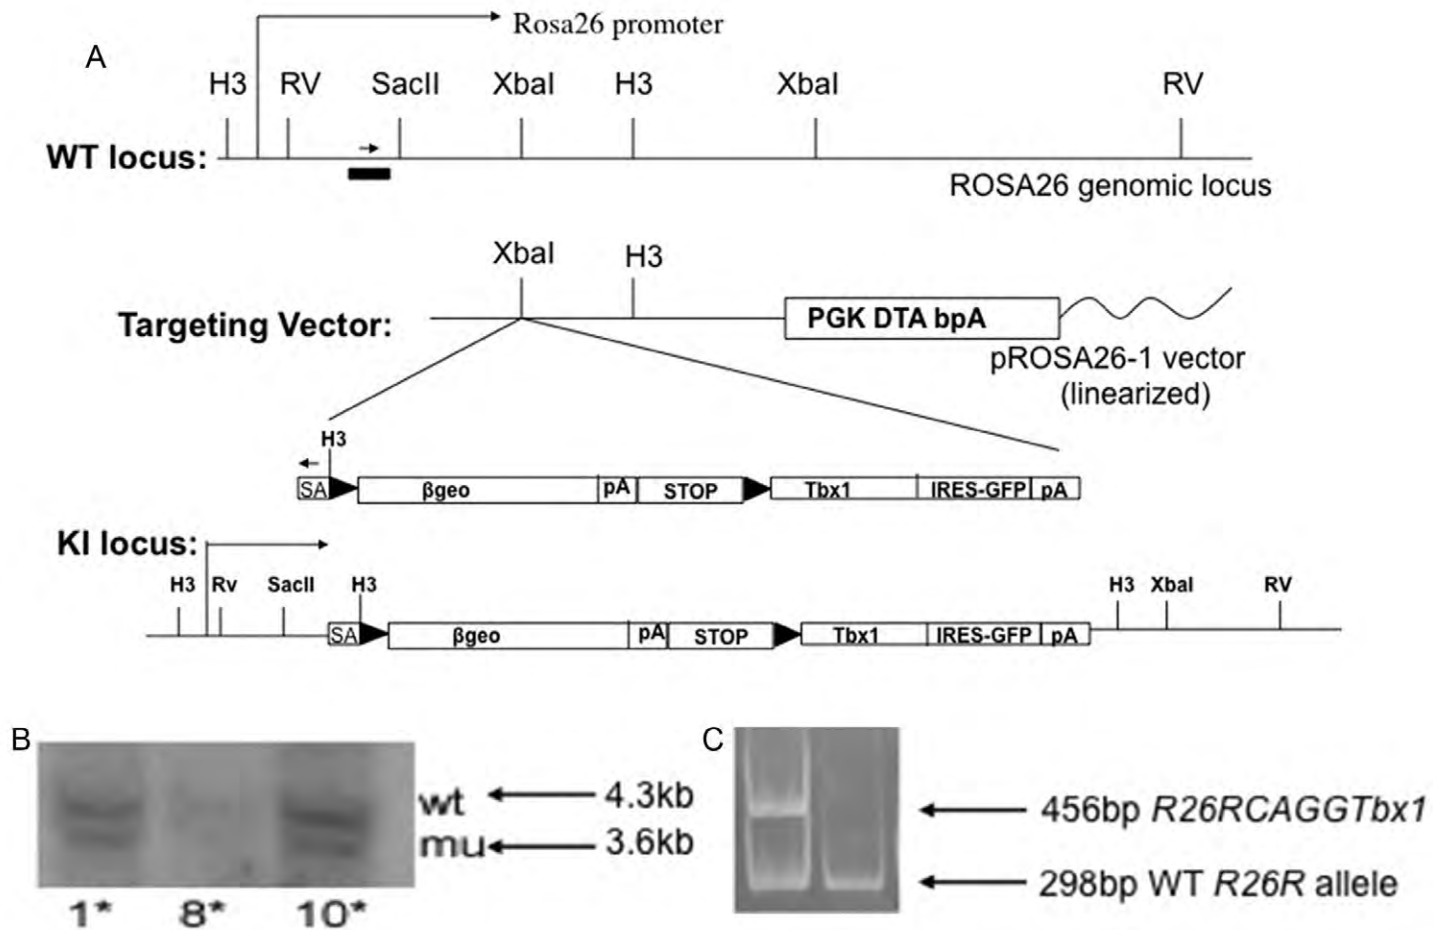 A
Rosa26 promoter
H3 RV SacII XbaI H3 XbaI RV
WT locus:
ROSA26 genomic locus
XbaI H3
Targeting Vector:
PGK DTA bpA
pROSA26-1 vector
(linearized)
H3
SA βgeo pA STOP Tbx1 IRES-GFP pA
KI locus:
H3 Rv SacII H3 H3 XbaI RV
SA βgeo pA STOP Tbx1 IRES-GFP pA
B
wt 4.3kb
mu 3.6kb
1* 8* 10*
C
456bp R26RCAGGTbx1
298bp WT R26R allele